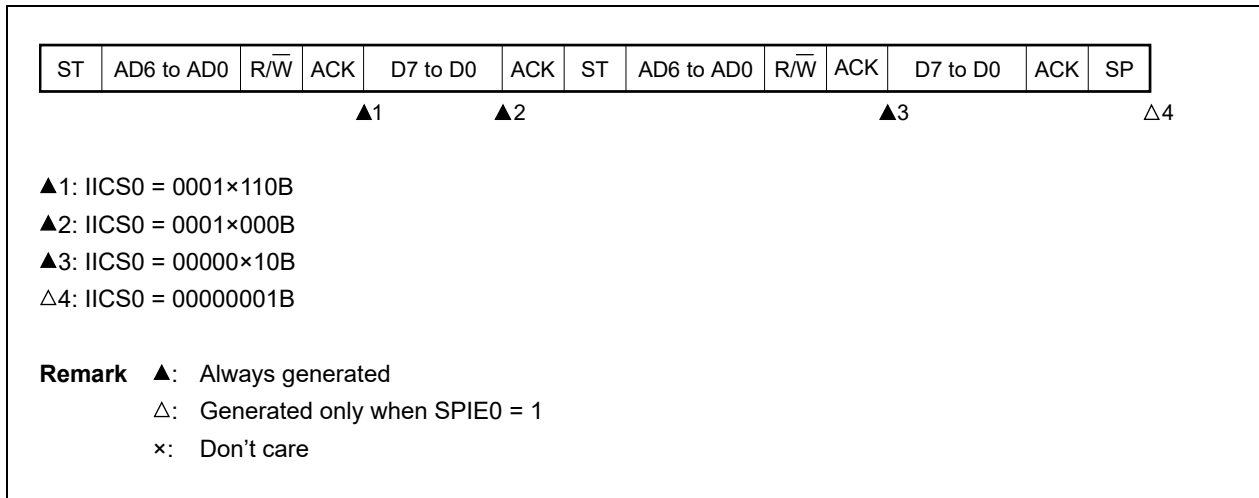 ST AD6 to AD0 R/W̅ ACK D7 to D0 ACK ST AD6 to AD0 R/W̅ ACK D7 to D0 ACK SP
▲1 ▲2 ▲3 △4
▲1: IICS0 = 0001×110B
▲2: IICS0 = 0001×000B
▲3: IICS0 = 00000×10B
△4: IICS0 = 00000001B
Remark ▲: Always generated
△: Generated only when SPIE0 = 1
×: Don’t care